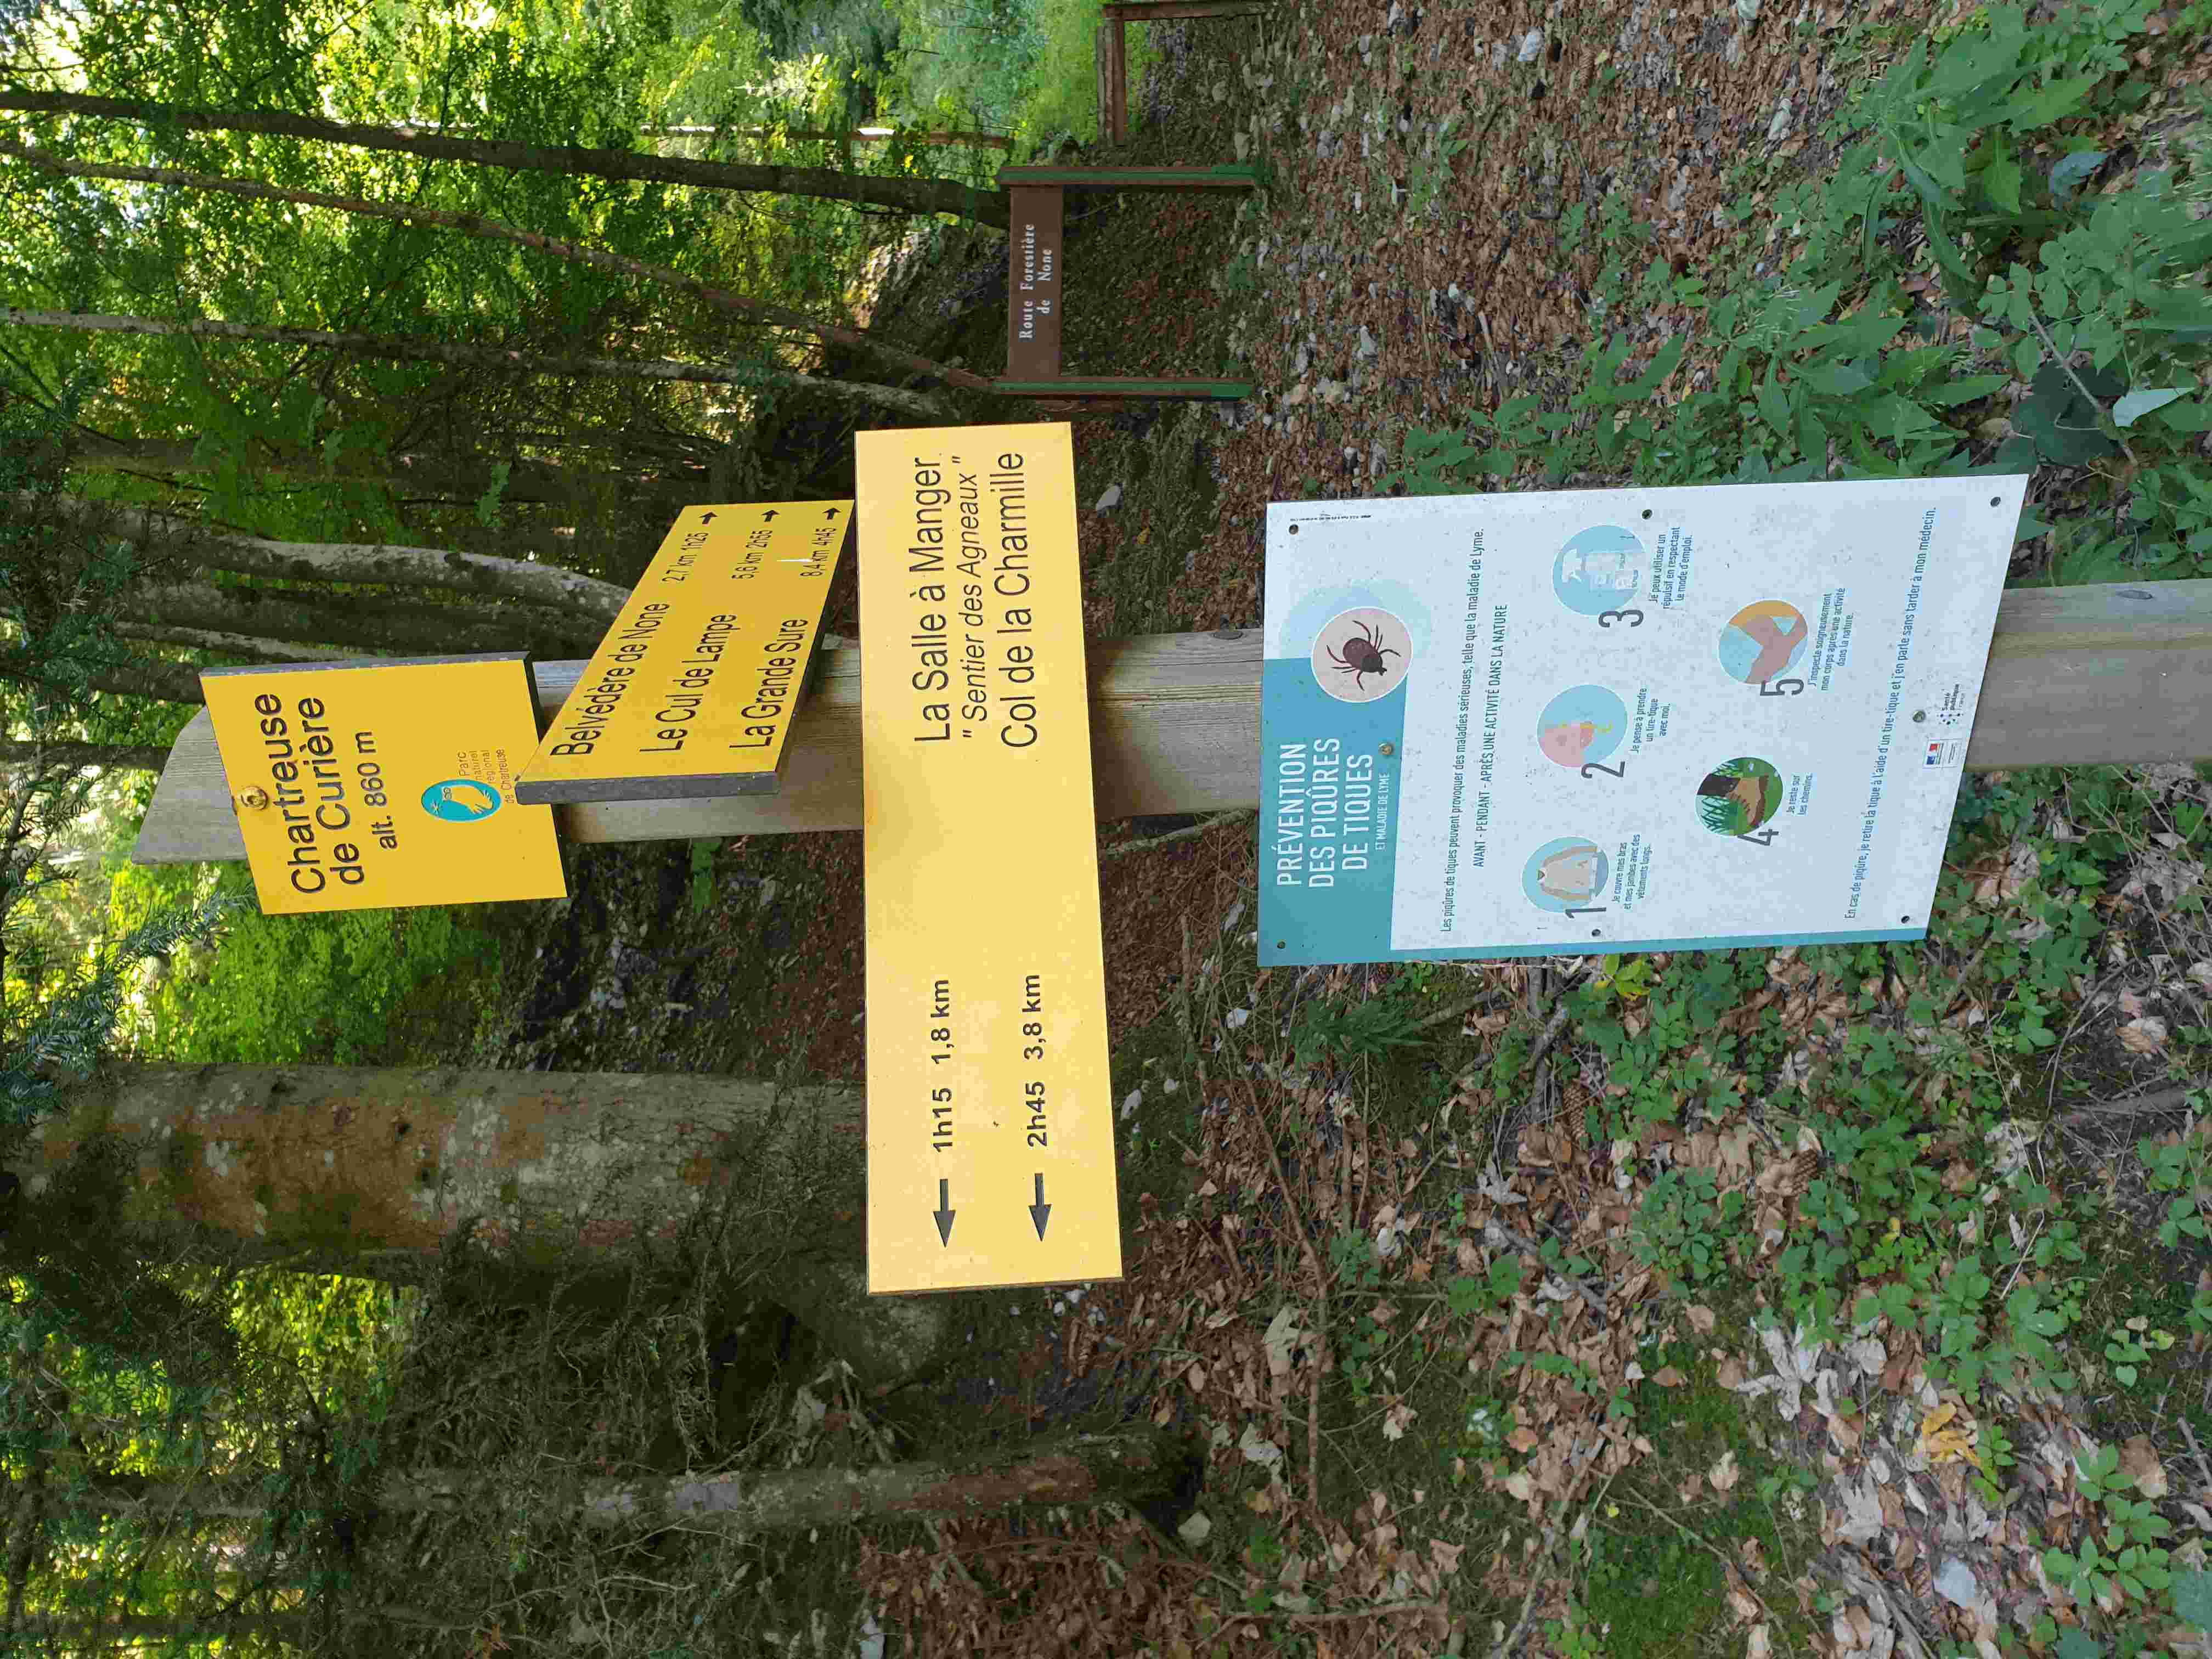 Chartreuse
de Curière
alt. 860 m
Parc
naturel
régional
de Chartreuse
Belvédère de None 2,7 km 1h25
Le Cul de Lampe 5,6 km 2h55
La Grande Sure 8,4 km 4h45
1h15 1,8 km La Salle à Manger
" Sentier des Agneaux "
2h45 3,8 km Col de la Charmille
Route Forestière
de None
PRÉVENTION
DES PIQÛRES
DE TIQUES
ET MALADIE DE LYME
Les piqûres de tiques peuvent provoquer des maladies sérieuses, telle que la maladie de Lyme.
AVANT - PENDANT - APRÈS UNE ACTIVITÉ DANS LA NATURE
1
Je couvre mes bras
et mes jambes avec des
vêtements longs.
2
Je pense à prendre
un tire-tique
avec moi.
3
Je peux utiliser un
répulsif en respectant
le mode d'emploi.
4
Je reste sur
les chemins.
5
J'inspecte soigneusement
mon corps après une activité
dans la nature.
En cas de piqûre, je retire la tique à l'aide d'un tire-tique et j'en parle sans tarder à mon médecin.
Santé
publique